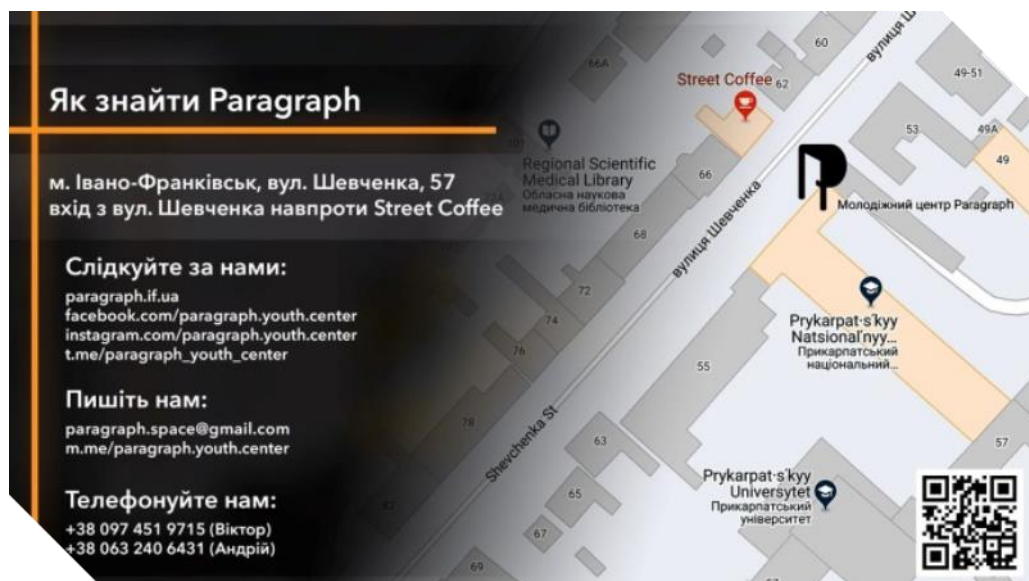 Як знайти Paragraph
м. Івано-Франківськ, вул. Шевченка, 57
вхід з вул. Шевченка навпроти Street Coffee
Слідкуйте за нами:
paragraph.if.ua
facebook.com/paragraph.youth.center
instagram.com/paragraph.youth.center
t.me/paragraph_youth_center
Пишіть нам:
paragraph.space@gmail.com
m.me/paragraph.youth.center
Телефонуйте нам:
+38 097 451 9715 (Віктор)
+38 063 240 6431 (Андрій)
60
вулиця Ш
66A
Street Coffee
62
49-51
53
49A
49
Regional Scientific
Medical Library
Обласна наукова
медична бібліотека
66
Молодіжний центр Paragraph
вулиця Шевченка
68
72
74
76
78
Prykarpat·s'kyy
Natsional'nyy...
Прикарпатський
національний...
55
57
Shevchenka St
63
65
67
69
Prykarpat·s'kyy
Universytet
Прикарпатський
університет